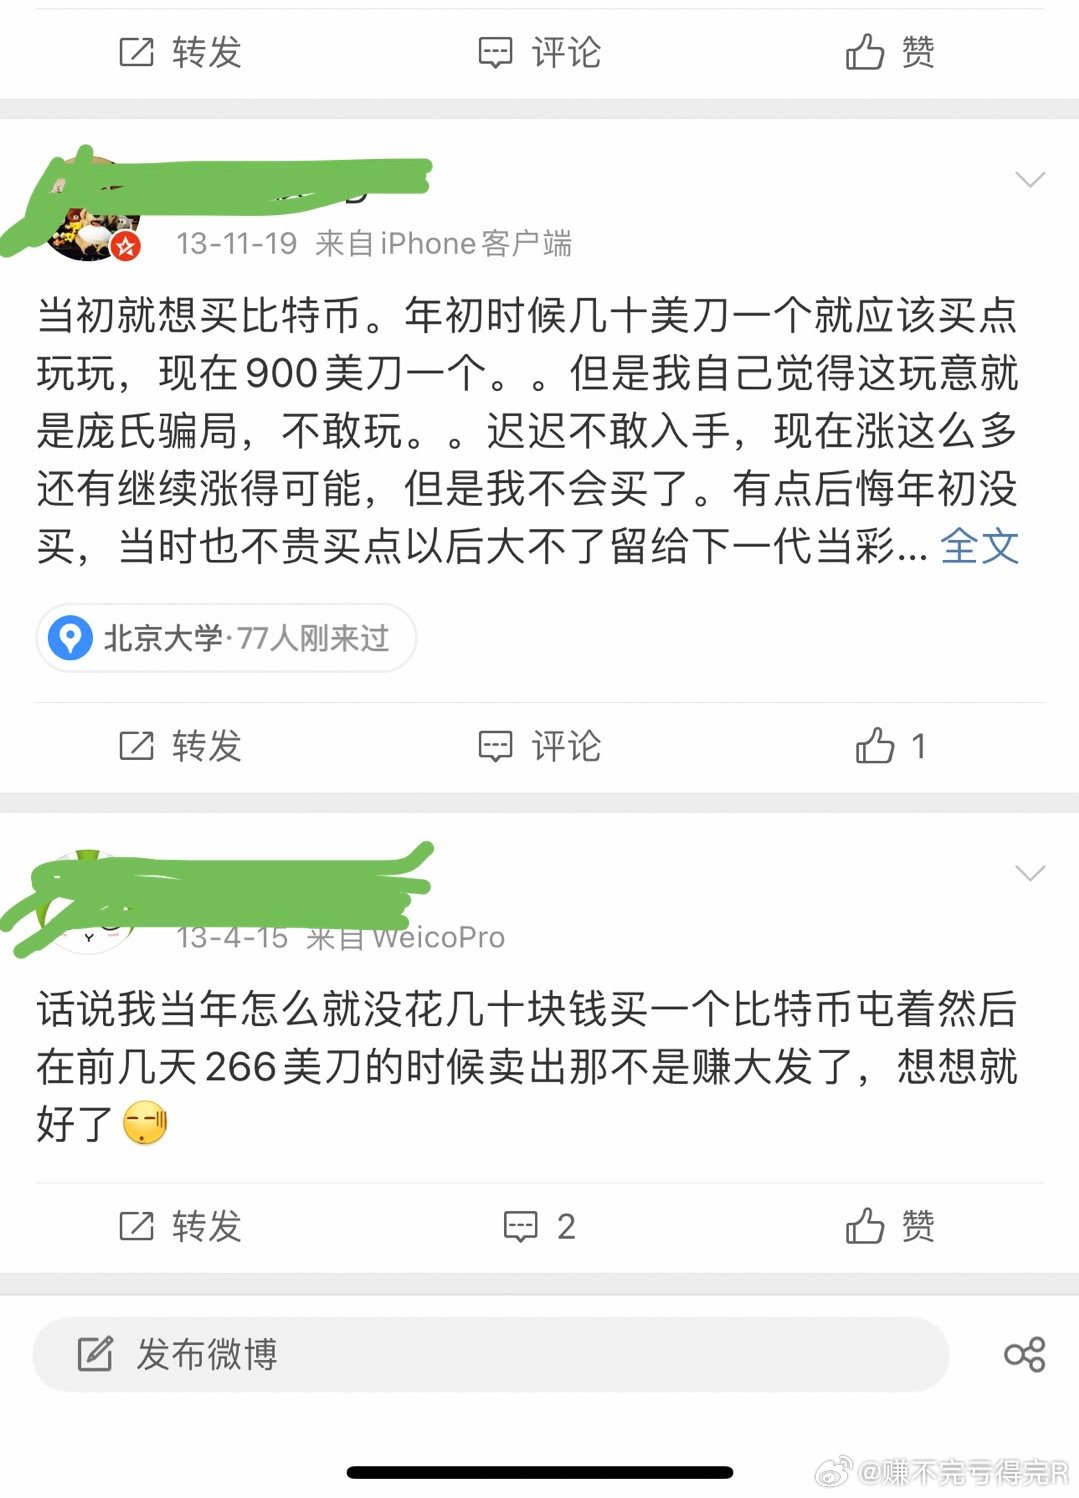 转发 评论 赞
13-11-19 来自iPhone客户端
当初就想买比特币。年初时候几十美刀一个就应该买点
玩玩，现在900美刀一个。。但是我自己觉得这玩意就
是庞氏骗局，不敢玩。。迟迟不敢入手，现在涨这么多
还有继续涨得可能，但是我不会买了。有点后悔年初没
买，当时也不贵买点以后大不了留给下一代当彩... 全文
北京大学·77人刚来过
转发 评论 1
13-4-15 来自WeicoPro
话说我当年怎么就没花几十块钱买一个比特币屯着然后
在前几天266美刀的时候卖出那不是赚大发了，想想就
好了
转发 2 赞
发布微博
@赚不完亏得完R